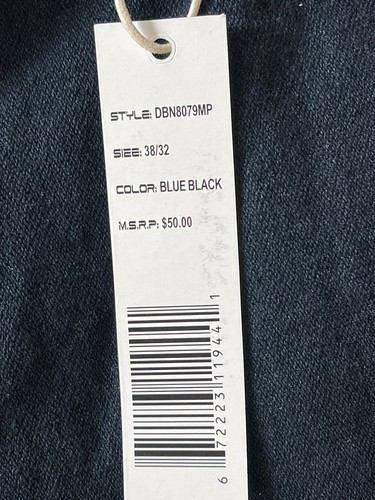 STYLE: DBN8079MP
SIZE: 38/32
COLOR: BLUE BLACK
M.S.R.P: $50.00
6 72223 11944 1